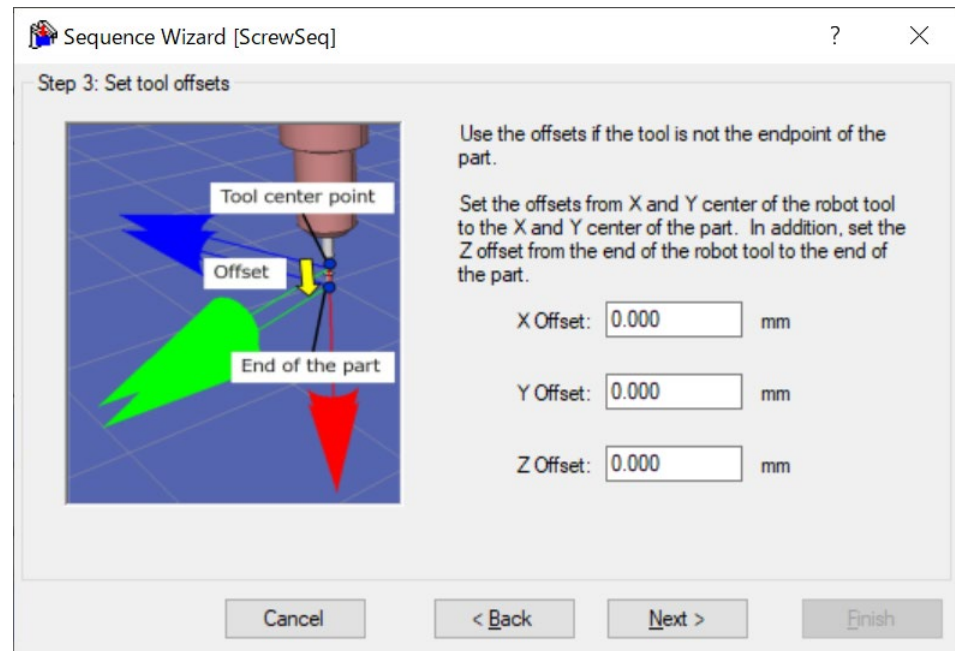 Sequence Wizard [ScrewSeq]
?
Step 3: Set tool offsets
Tool center point
Offset
End of the part
Use the offsets if the tool is not the endpoint of the
part.
Set the offsets from X and Y center of the robot tool
to the X and Y center of the part.  In addition, set the
Z offset from the end of the robot tool to the end of
the part.
X Offset: 0.000 mm
Y Offset: 0.000 mm
Z Offset: 0.000 mm
Cancel < Back Next > Finish